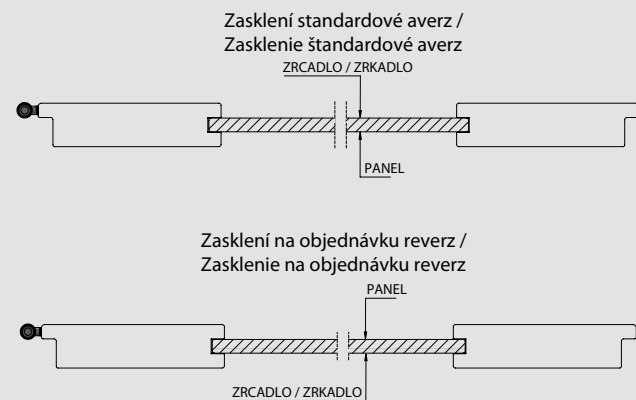 Zasklení standardové averz /
Zasklenie štandardové averz
ZRCADLO / ZRKADLO
PANEL
Zasklení na objednávku reverz /
Zasklenie na objednávku reverz
PANEL
ZRCADLO / ZRKADLO